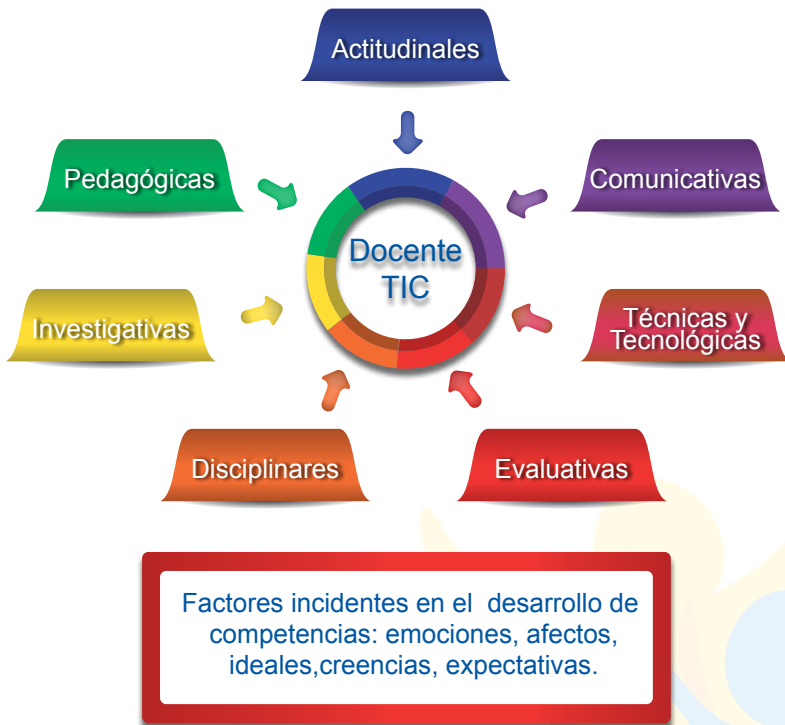 Actitudinales
Pedagógicas
Comunicativas
Docente
TIC
Investigativas
Técnicas y
Tecnológicas
Disciplinares
Evaluativas
Factores incidentes en el desarrollo de
competencias: emociones, afectos,
ideales,creencias, expectativas.